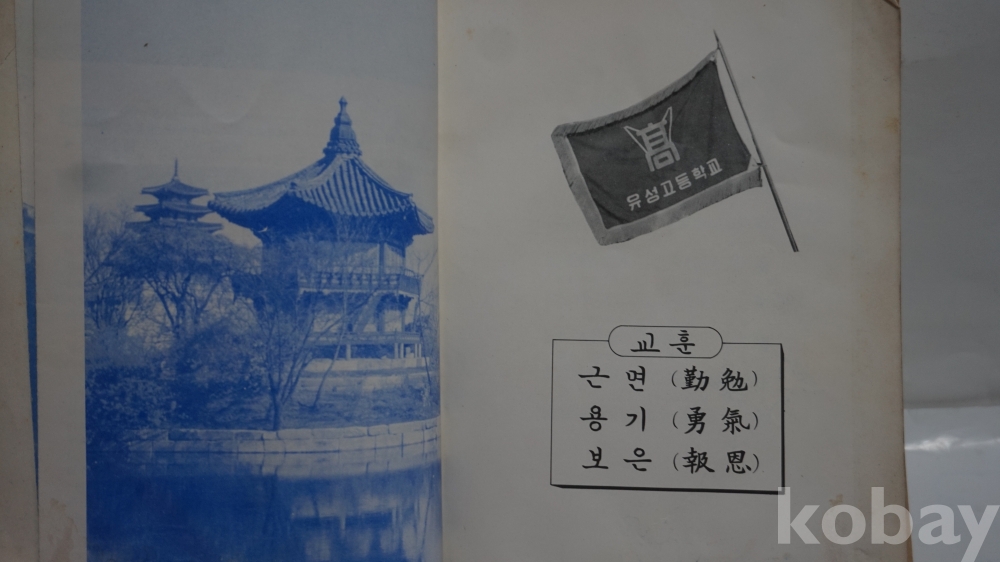 高
유성고등학교
교훈
근면 (勤勉)
용기 (勇氣)
보은 (報恩)
kobay